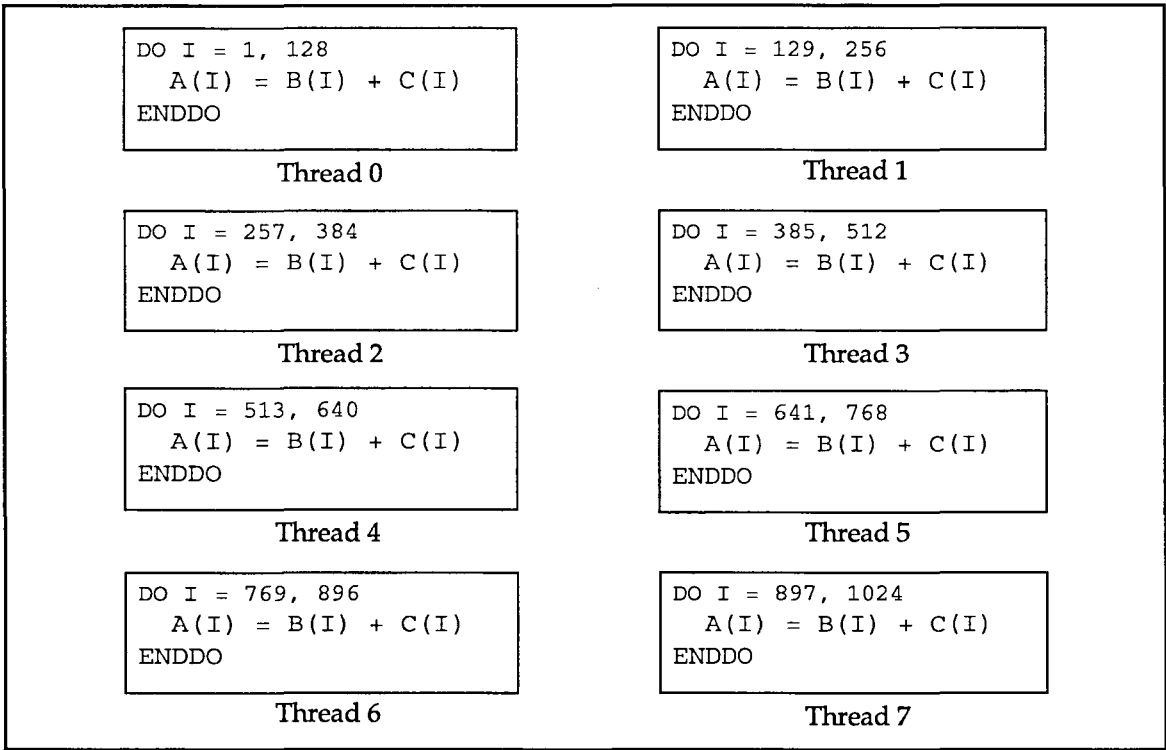 DO I = 1, 128
A(I) = B(I) + C(I)
ENDDO
Thread 0
DO I = 129, 256
A(I) = B(I) + C(I)
ENDDO
Thread 1
DO I = 257, 384
A(I) = B(I) + C(I)
ENDDO
Thread 2
DO I = 385, 512
A(I) = B(I) + C(I)
ENDDO
Thread 3
DO I = 513, 640
A(I) = B(I) + C(I)
ENDDO
Thread 4
DO I = 641, 768
A(I) = B(I) + C(I)
ENDDO
Thread 5
DO I = 769, 896
A(I) = B(I) + C(I)
ENDDO
Thread 6
DO I = 897, 1024
A(I) = B(I) + C(I)
ENDDO
Thread 7